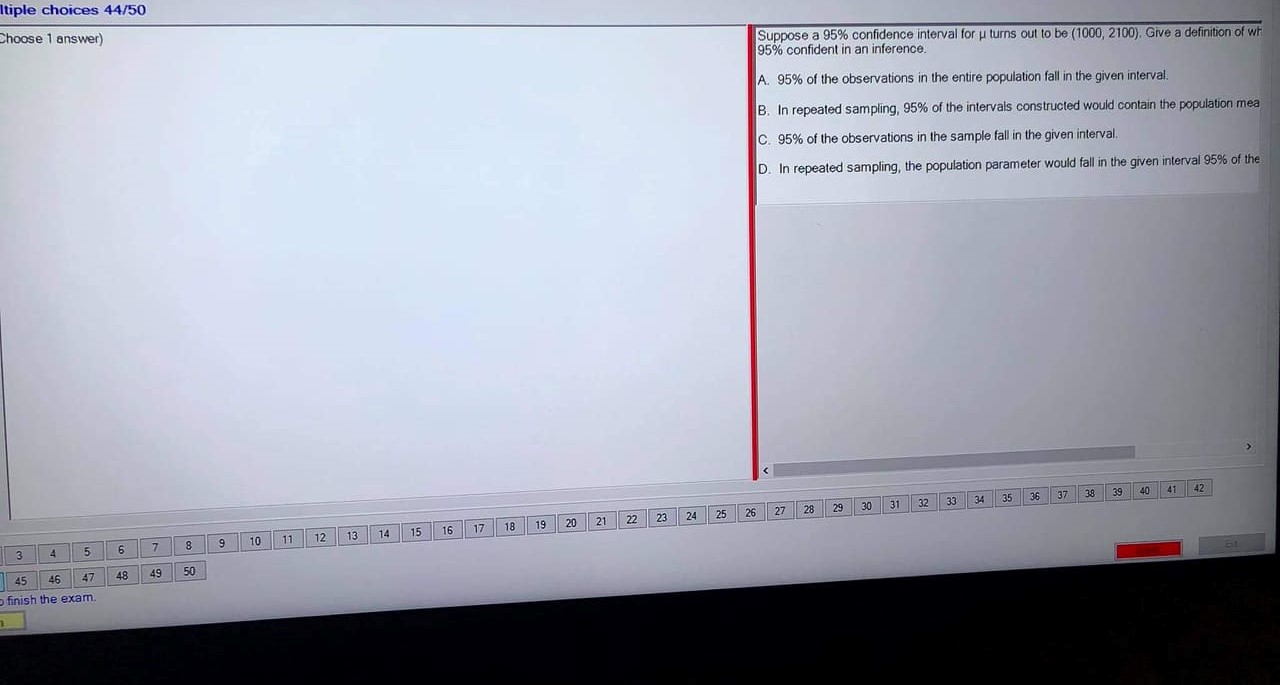 ltiple choices 44/50
Choose 1 answer)
Suppose a 95% confidence interval for μ turns out to be (1000, 2100). Give a definition of
95% confident in an inference.
A. 95% of the observations in the entire population fall in the given interval.
B. In repeated sampling, 95% of the intervals constructed would contain the population mea
C. 95% of the observations in the sample fall in the given interval.
D. In repeated sampling, the population parameter would fall in the given interval 95% of the
3 4 5 6 7 8 9 10 11 12 13 14 15 16 17 18 19 20 21 22 23 24 25 26 27 28 29 30 31 32 33 34 35 36 37 38 39 40 41 42
45 46 47 48 49 50
finish the exam.